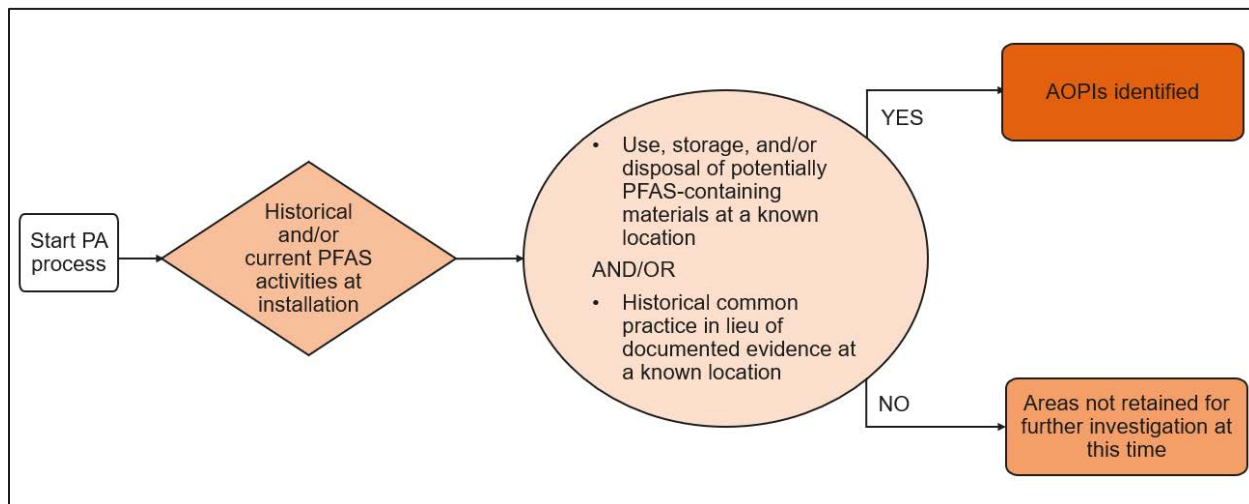 Start PA
process
Historical
and/or
current PFAS
activities at
installation
• Use, storage, and/or
disposal of potentially
PFAS-containing
materials at a known
location
AND/OR
• Historical common
practice in lieu of
documented evidence at
a known location
YES
AOPIs identified
NO
Areas not retained for
further investigation at
this time